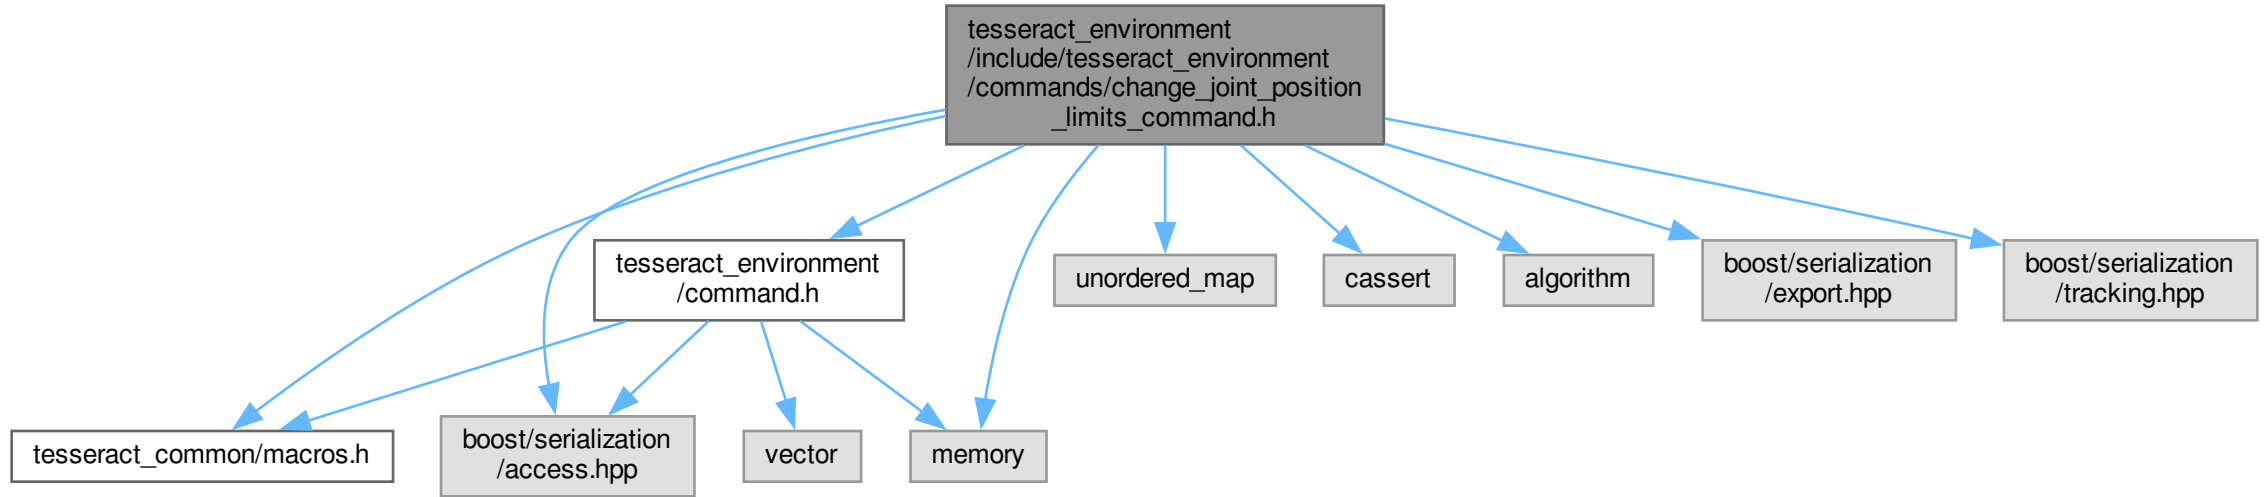 tesseract_environment
/include/tesseract_environment
/commands/change_joint_position
_limits_command.h
tesseract_environment
/command.h
unordered_map
cassert
algorithm
boost/serialization
/export.hpp
boost/serialization
/tracking.hpp
tesseract_common/macros.h
boost/serialization
/access.hpp
vector
memory